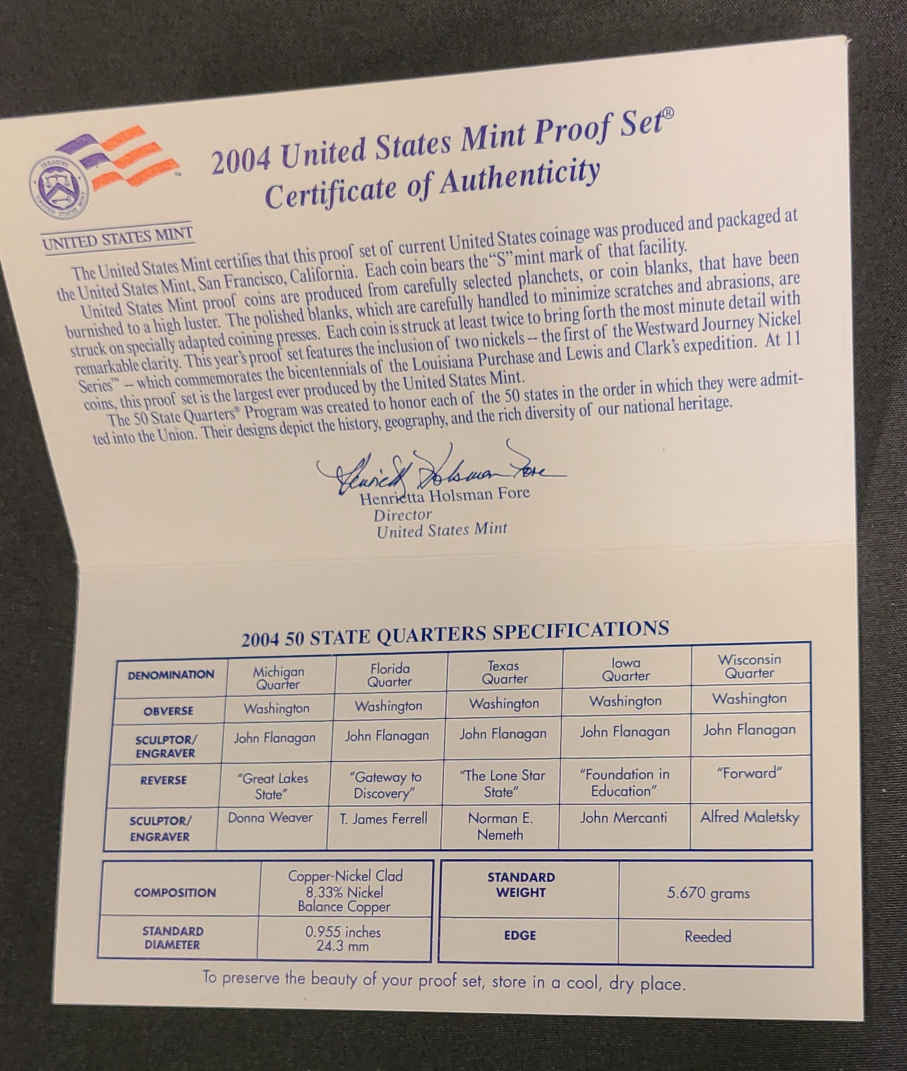 2004 United States Mint Proof Set®
Certificate of Authenticity
UNITED STATES MINT
The United States Mint certifies that this proof set of current United States coinage was produced and packaged at
the United States Mint, San Francisco, California. Each coin bears the "S" mint mark of that facility.
United States Mint proof coins are produced from carefully selected planchets, or coin blanks, that have been
burnished to a high luster. The polished blanks, which are carefully handled to minimize scratches and abrasions, are
struck on specially adapted coining presses. Each coin is struck at least twice to bring forth the most minute detail with
remarkable clarity. This year's proof set features the inclusion of two nickels – the first of the Westward Journey Nickel
Series™ – which commemorates the bicentennials of the Louisiana Purchase and Lewis and Clark's expedition. At 11
coins, this proof set is the largest ever produced by the United States Mint.
The 50 State Quarters® Program was created to honor each of the 50 states in the order in which they were admit-
ted into the Union. Their designs depict the history, geography, and the rich diversity of our national heritage.
Henrietta Holsman Fore
Henrietta Holsman Fore
Director
United States Mint
2004 50 STATE QUARTERS SPECIFICATIONS
DENOMINATION Michigan Quarter Florida Quarter Texas Quarter Iowa Quarter Wisconsin Quarter
OBVERSE Washington Washington Washington Washington Washington
SCULPTOR/ ENGRAVER John Flanagan John Flanagan John Flanagan John Flanagan John Flanagan
REVERSE "Great Lakes State" "Gateway to Discovery" "The Lone Star State" "Foundation in Education" "Forward"
SCULPTOR/ ENGRAVER Donna Weaver T. James Ferrell Norman E. Nemeth John Mercanti Alfred Maletsky
COMPOSITION Copper-Nickel Clad 8.33% Nickel Balance Copper
STANDARD WEIGHT 5.670 grams
STANDARD DIAMETER 0.955 inches 24.3 mm
EDGE Reeded
To preserve the beauty of your proof set, store in a cool, dry place.